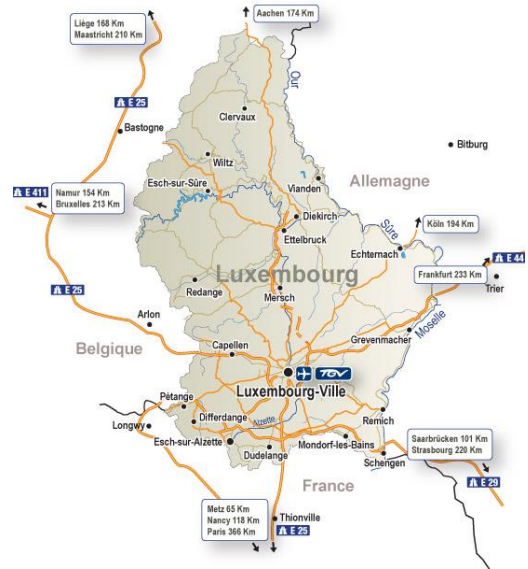 Liége 168 Km
Maastricht 210 Km
Aachen 174 Km
Our
E 25
Clervaux
Bastogne
Bitburg
Wiltz
Allemagne
Esch-sur-Sûre
Vianden
E 411
Namur 154 Km
Bruxelles 213 Km
Diekirch
Köln 194 Km
Sûre
Ettelbruck
Echternach
E 44
Luxembourg
Frankfurt 233 Km
E 25
Redange
Mersch
Trier
Arlon
Moselle
Grevenmacher
Belgique
Capellen
TGV
Luxembourg-Ville
Pétange
Alzette
Remich
Longwy
Differdange
Esch-sur-Alzette
Mondorf-les-Bains
Saarbrücken 101 Km
Strasbourg 220 Km
Dudelange
Schengen
France
E 29
Metz 65 Km
Nancy 118 Km
Paris 366 Km
Thionville
E 25